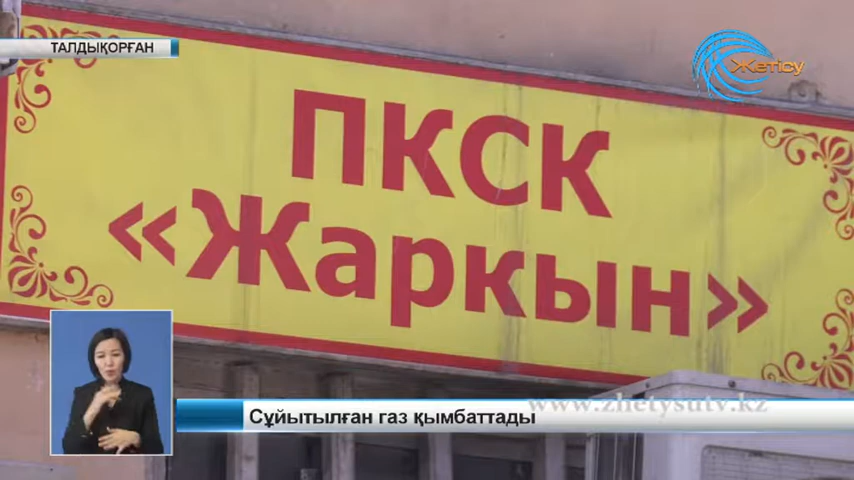 ТАЛДЫҚОРҒАН
Жетісу
ПКСК
«Жаркын»
www.zhetysutv.kz
Сұйытылған газ қымбаттады